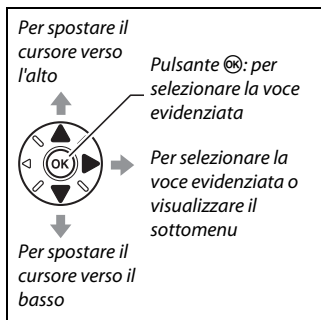 Per spostare il
cursore verso
l'alto
Pulsante OK: per
selezionare la voce
evidenziata
OK
Per selezionare la
voce evidenziata o
visualizzare il
sottomenu
Per spostare il
cursore verso il
basso